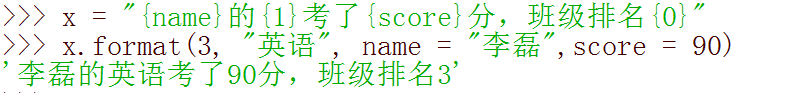 >>> x = "{name}的{1}考了{score}分，班级排名{0}"
>>> x.format(3, "英语", name = "李磊",score = 90)
'李磊的英语考了90分，班级排名3'